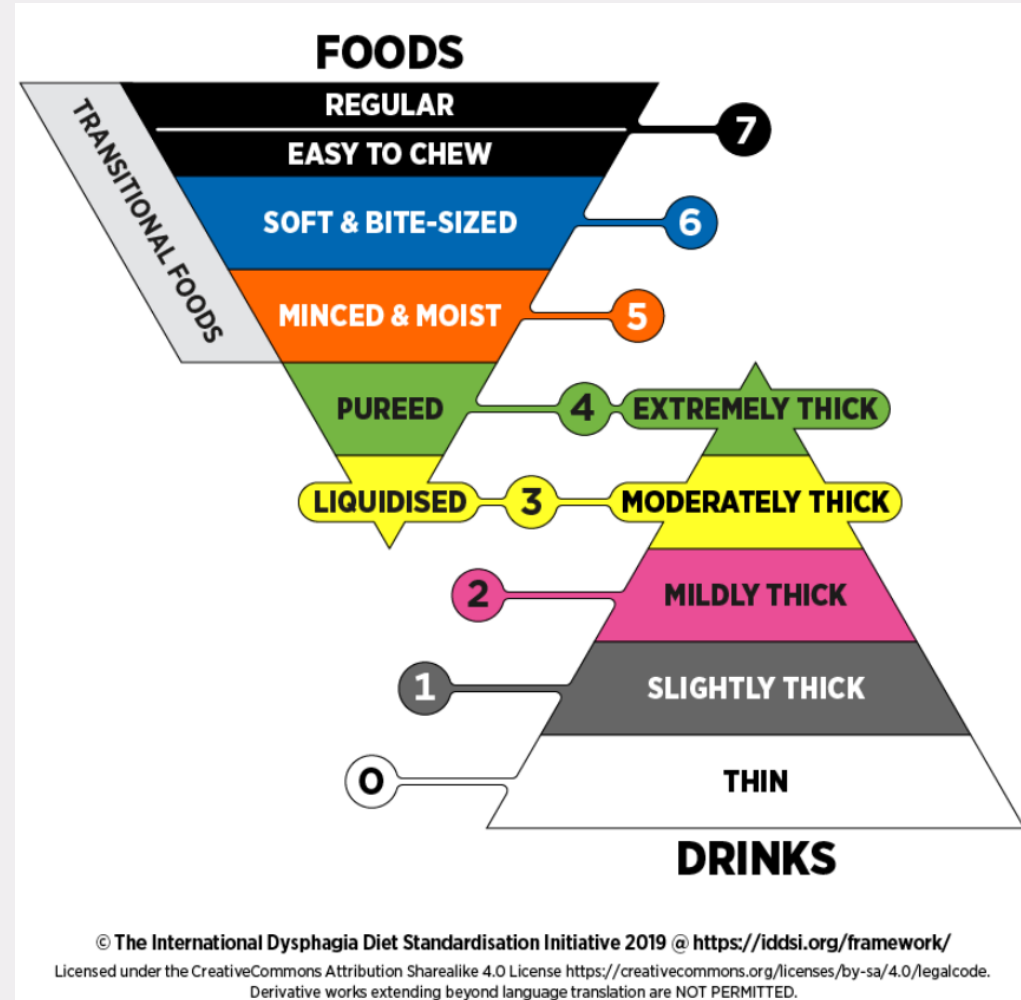 FOODS
REGULAR
7
EASY TO CHEW
TRANSITIONAL FOODS
SOFT & BITE-SIZED
6
MINCED & MOIST
5
PUREED
4
EXTREMELY THICK
LIQUIDISED
3
MODERATELY THICK
2
MILDLY THICK
1
SLIGHTLY THICK
0
THIN
DRINKS
© The International Dysphagia Diet Standardisation Initiative 2019 @ https://iddsi.org/framework/
Licensed under the CreativeCommons Attribution Sharealike 4.0 License https://creativecommons.org/licenses/by-sa/4.0/legalcode.
Derivative works extending beyond language translation are NOT PERMITTED.